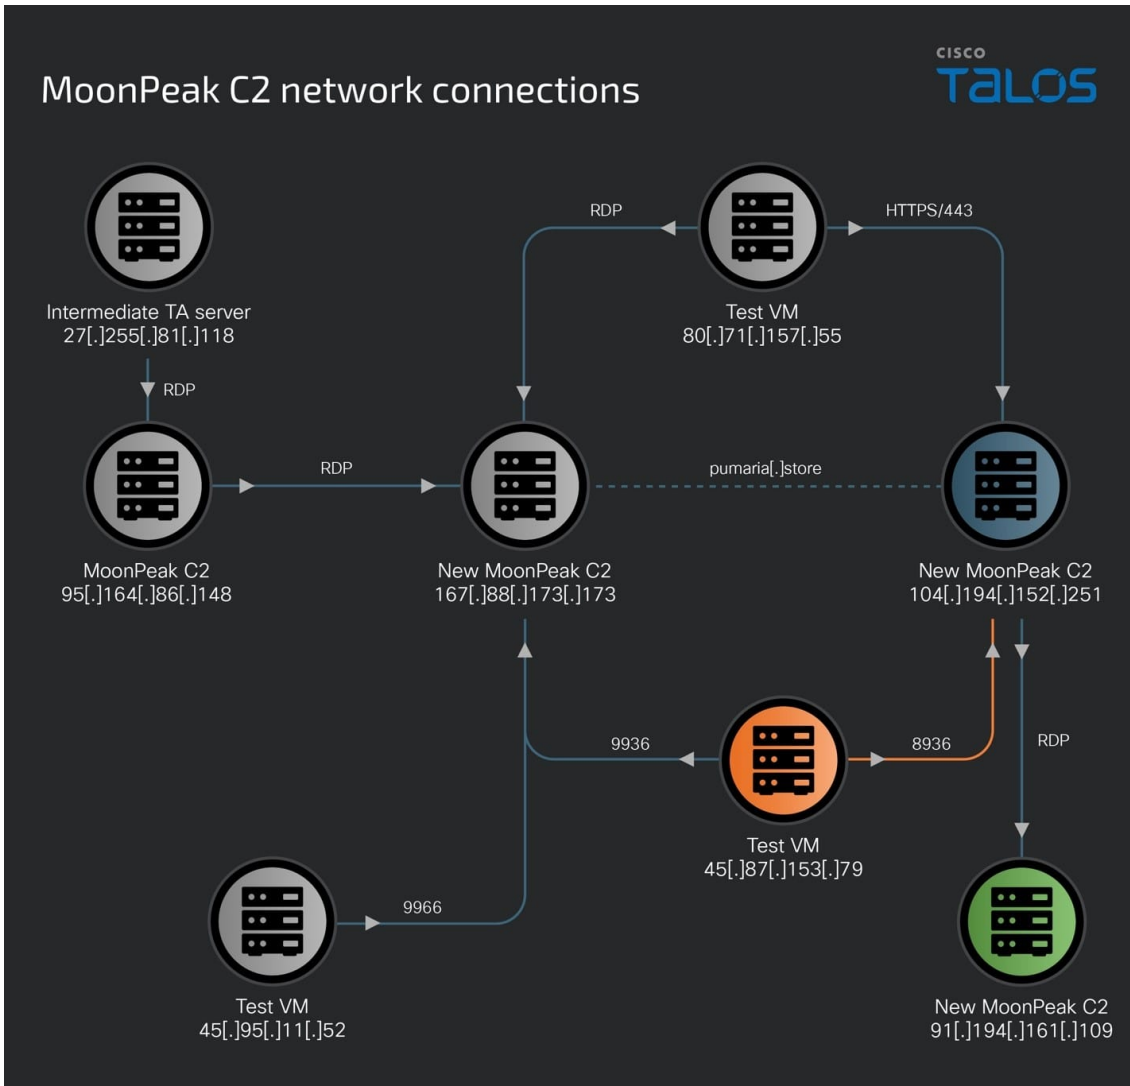 CISCO
TALOS
MoonPeak C2 network connections
RDP
HTTPS/443
Intermediate TA server
27[.]255[.]81[.]118
Test VM
80[.]71[.]157[.]55
RDP
RDP
pumaria[.]store
MoonPeak C2
95[.]164[.]86[.]148
New MoonPeak C2
167[.]88[.]173[.]173
New MoonPeak C2
104[.]194[.]152[.]251
9936
8936
RDP
Test VM
45[.]87[.]153[.]79
9966
Test VM
45[.]95[.]11[.]52
New MoonPeak C2
91[.]194[.]161[.]109